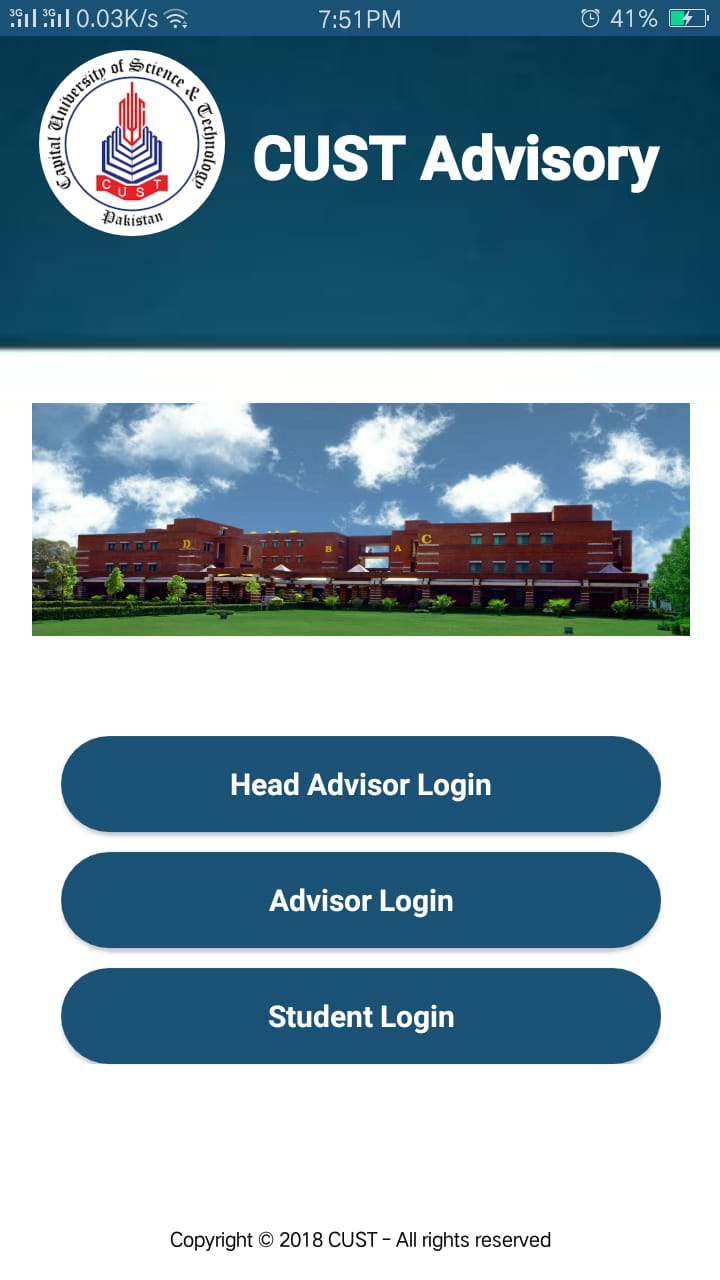 3G 3G 0.03K/s 7:51PM 41%
Capital University of Science & Technology
CUST
Pakistan
CUST Advisory
D B A C
Head Advisor Login
Advisor Login
Student Login
Copyright © 2018 CUST - All rights reserved